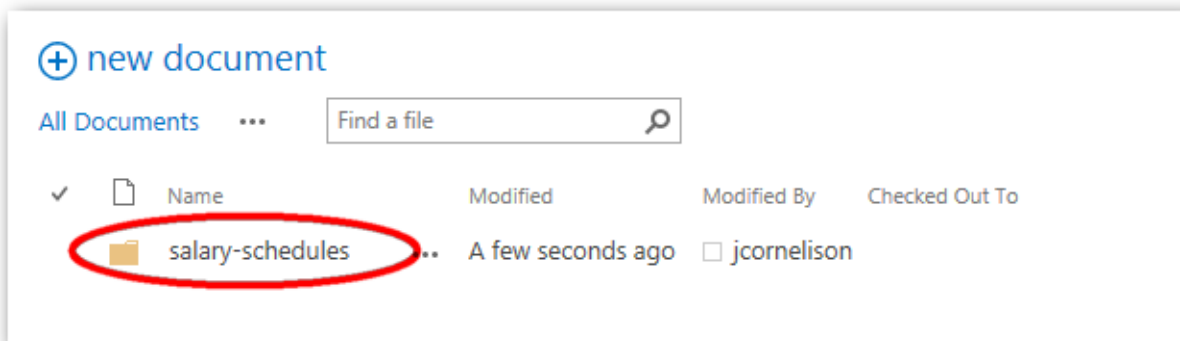 new document
All Documents ... Find a file
Name Modified Modified By Checked Out To
salary-schedules ... A few seconds ago jcornelison